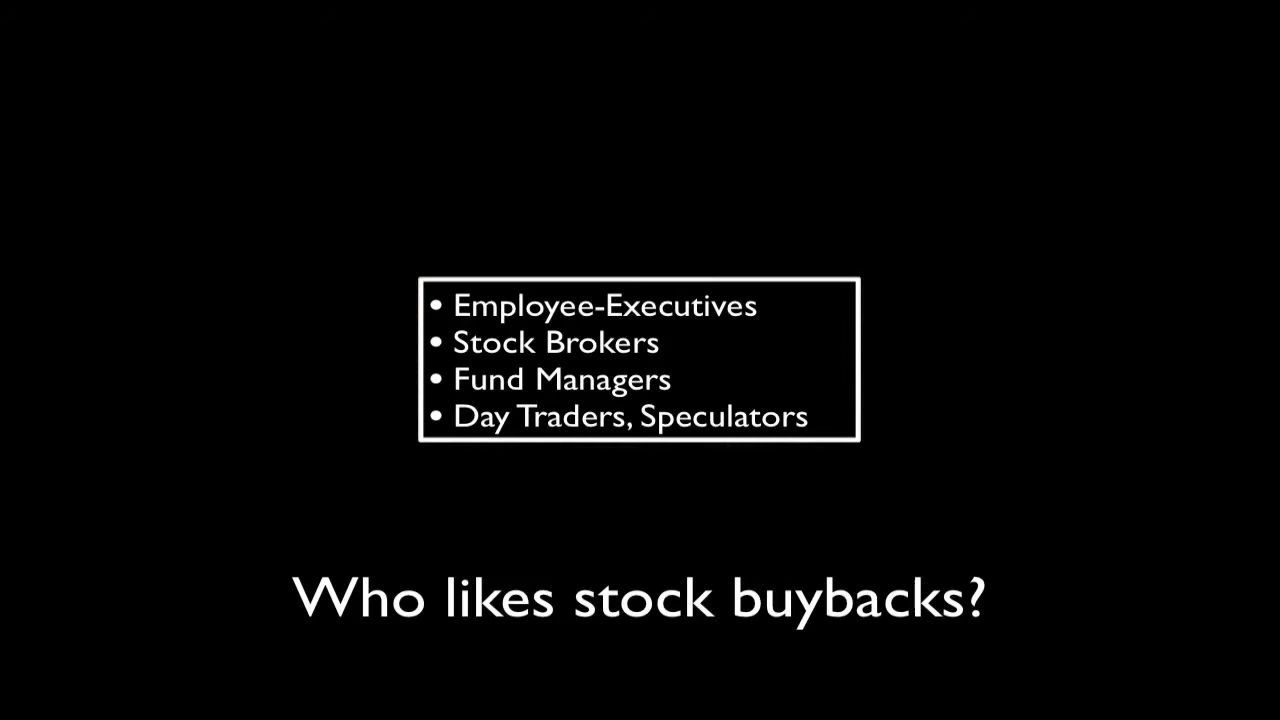 • Employee-Executives
• Stock Brokers
• Fund Managers
• Day Traders, Speculators
Who likes stock buybacks?